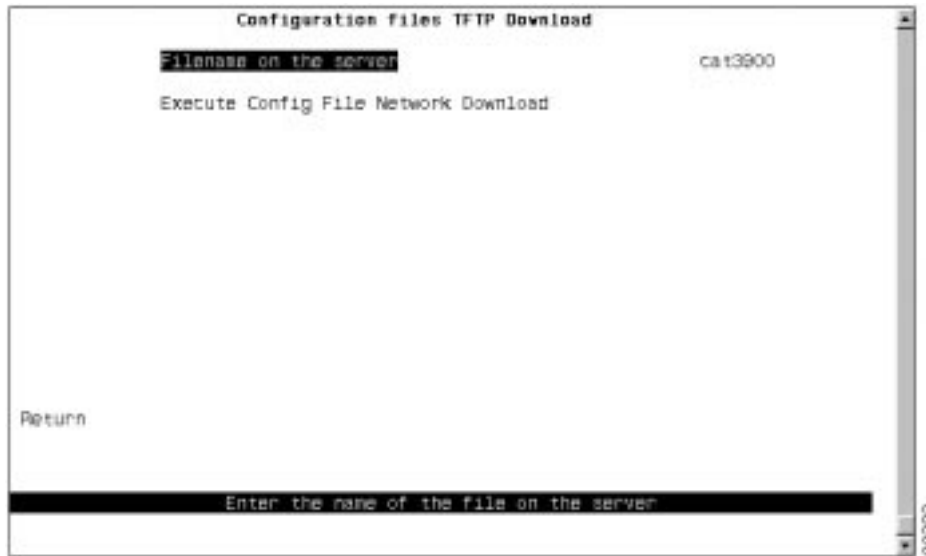 Configuration files TFTP Download
Filename on the server cat3900
Execute Config File Network Download
Return
Enter the name of the file on the server